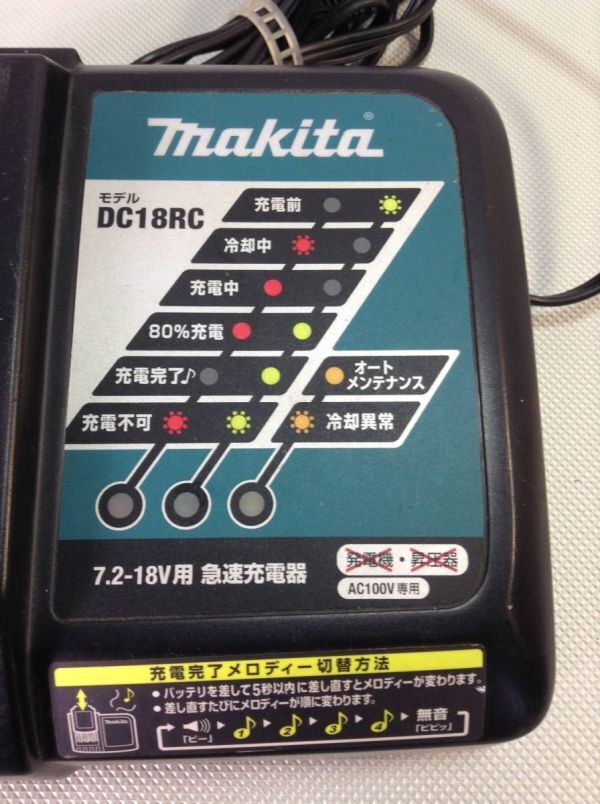 makita®
モデル
DC18RC
充電前
冷却中
充電中
80%充電
充電完了♪
オート
メンテナンス
充電不可
冷却異常
7.2-18V用 急速充電器
発電機・昇圧器
AC100V専用
充電完了メロディー切替方法
• バッテリを差して5秒以内に差し直すとメロディーが変わります。
• 差し直すたびにメロディーが順に変わります。
makita
「ピー」
1
2
3
4
無音
「ピピッ」